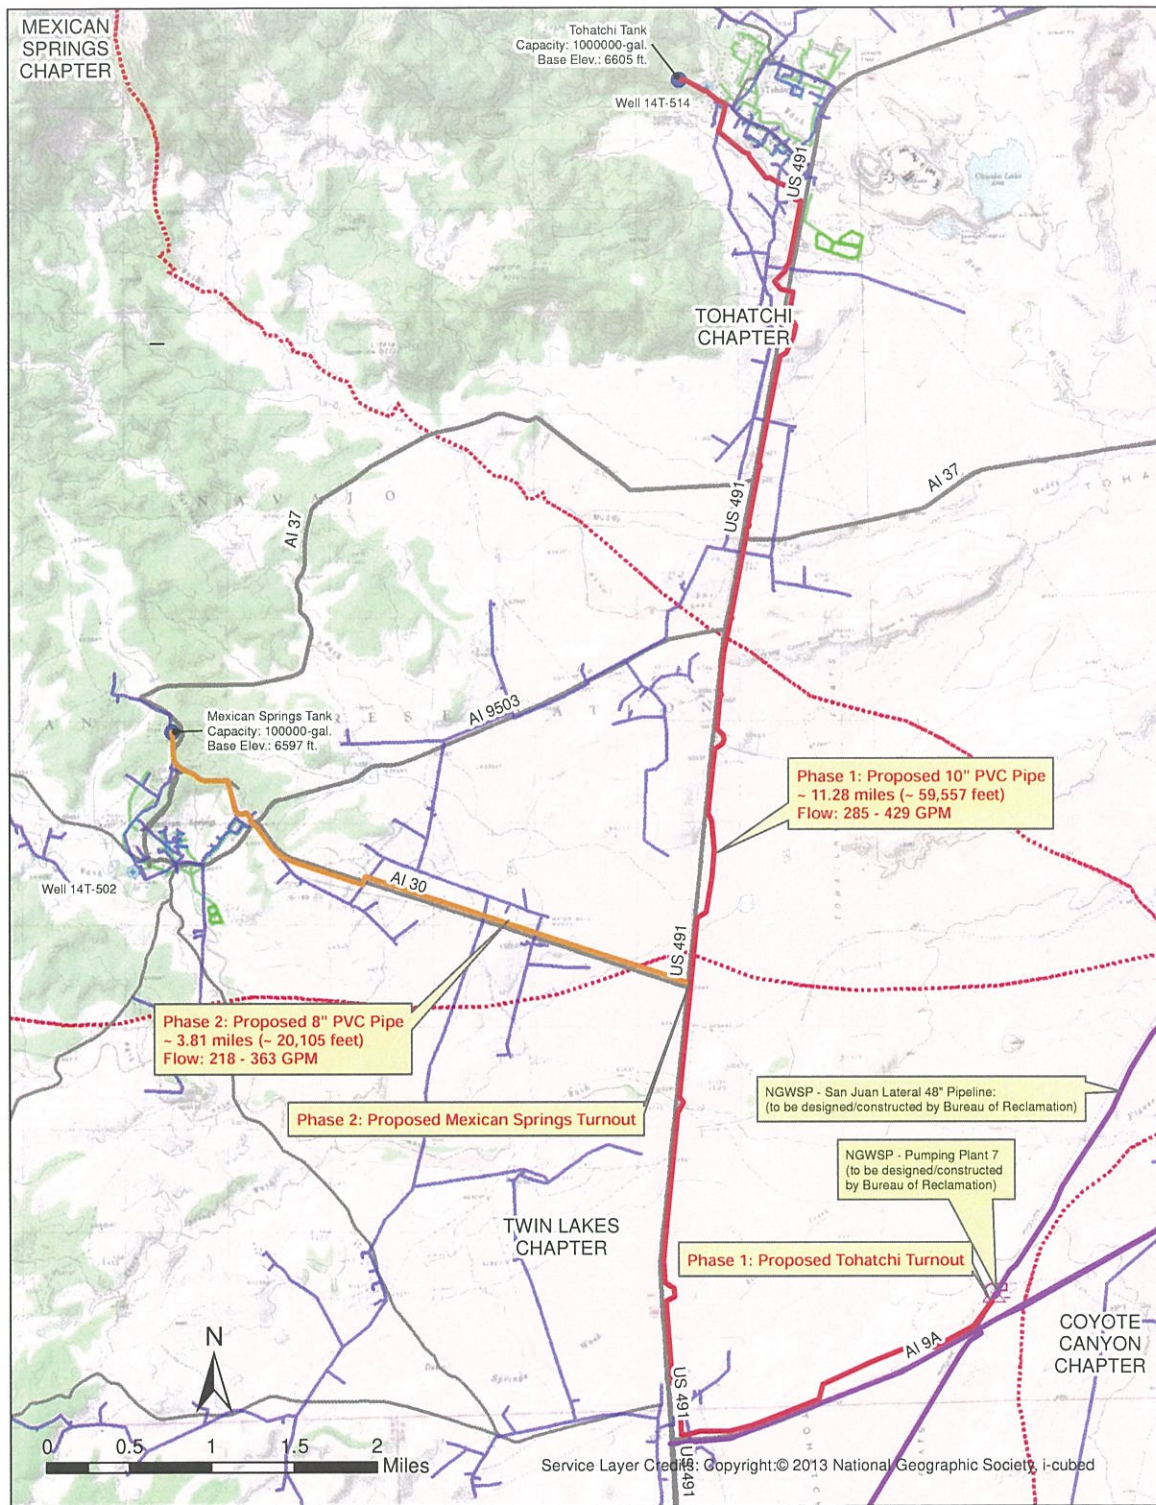 MEXICAN
SPRINGS
CHAPTER
Tohatchi Tank
Capacity: 1000000-gal.
Base Elev.: 6605 ft.
Well 14T-514
US 491
TOHATCHI
CHAPTER
AI 37
US 491
AI 37
NAVAJO
AI 9503
Mexican Springs Tank
Capacity: 100000-gal.
Base Elev.: 6597 ft.
Phase 1: Proposed 10" PVC Pipe
~ 11.28 miles (~ 59,557 feet)
Flow: 285 - 429 GPM
Well 14T-502
AI 30
US 491
Phase 2: Proposed 8" PVC Pipe
~ 3.81 miles (~ 20,105 feet)
Flow: 218 - 363 GPM
Phase 2: Proposed Mexican Springs Turnout
NGWSP - San Juan Lateral 48" Pipeline:
(to be designed/constructed by Bureau of Reclamation)
NGWSP - Pumping Plant 7
(to be designed/constructed
by Bureau of Reclamation)
TWIN LAKES
CHAPTER
Phase 1: Proposed Tohatchi Turnout
COYOTE
CANYON
CHAPTER
AI 9A
N
US 491
US 491
0 0.5 1 1.5 2
Miles
Service Layer Credits: Copyright:© 2013 National Geographic Society, i-cubed